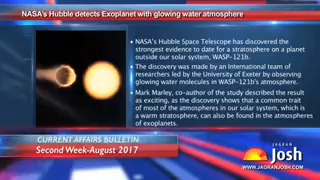 NASA's Hubble detects Exoplanet with glowing water atmosphere
• NASA's Hubble Space Telescope has discovered the
strongest evidence to date for a stratosphere on a planet
outside our solar system, WASP-121b.
• The discovery was made by an International team of
researchers led by the University of Exeter by observing
glowing water molecules in WASP-121b's atmosphere.
• Mark Marley, co-author of the study described the result
as exciting, as the discovery shows that a common trait
of most of the atmospheres in our solar system, which is
a warm stratosphere, can also be found in the atmospheres
of exoplanets.
CURRENT AFFAIRS BULLETIN
Second Week-August 2017
JAGRAN
Josh
WWW.JAGRANJOSH.COM